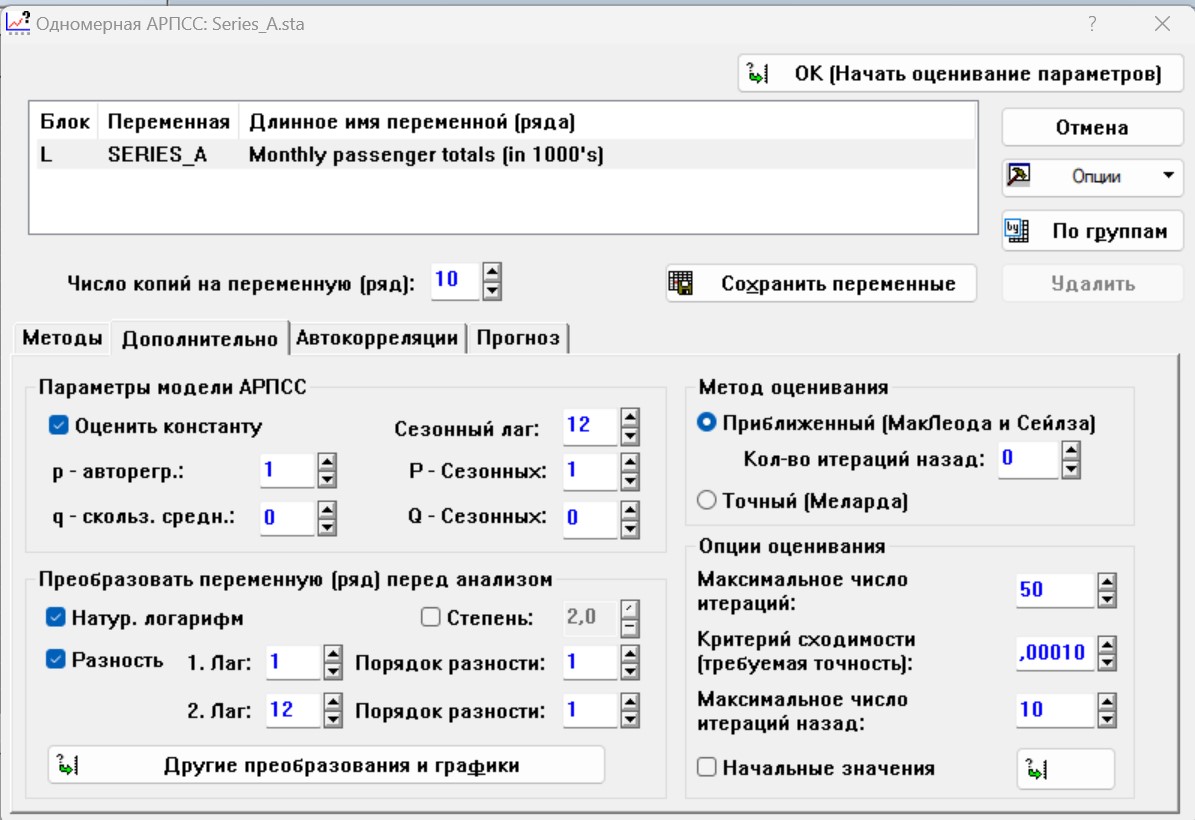 Одномерная АРПСС: Series_A.sta
?
OK (Начать оценивание параметров)
Блок Переменная Длинное имя переменной (ряда)
L SERIES_A Monthly passenger totals (in 1000's)
Отмена
Опции
По группам
Удалить
Число копий на переменную (ряд): 10
Сохранить переменные
Методы Дополнительно Автокорреляции Прогноз
Параметры модели АРПСС
Оценить константу
Сезонный лаг: 12
p - авторегр.: 1
P - Сезонных: 1
q - скольз. средн.: 0
Q - Сезонных: 0
Преобразовать переменную (ряд) перед анализом
Натур. логарифм
Степень: 2,0
Разность 1. Лаг: 1 Порядок разности: 1
2. Лаг: 12 Порядок разности: 1
Другие преобразования и графики
Метод оценивания
Приближенный (МакЛеода и Сейлза)
Кол-во итераций назад: 0
Точный (Меларда)
Опции оценивания
Максимальное число
итераций: 50
Критерий сходимости
(требуемая точность): ,00010
Максимальное число
итераций назад: 10
Начальные значения